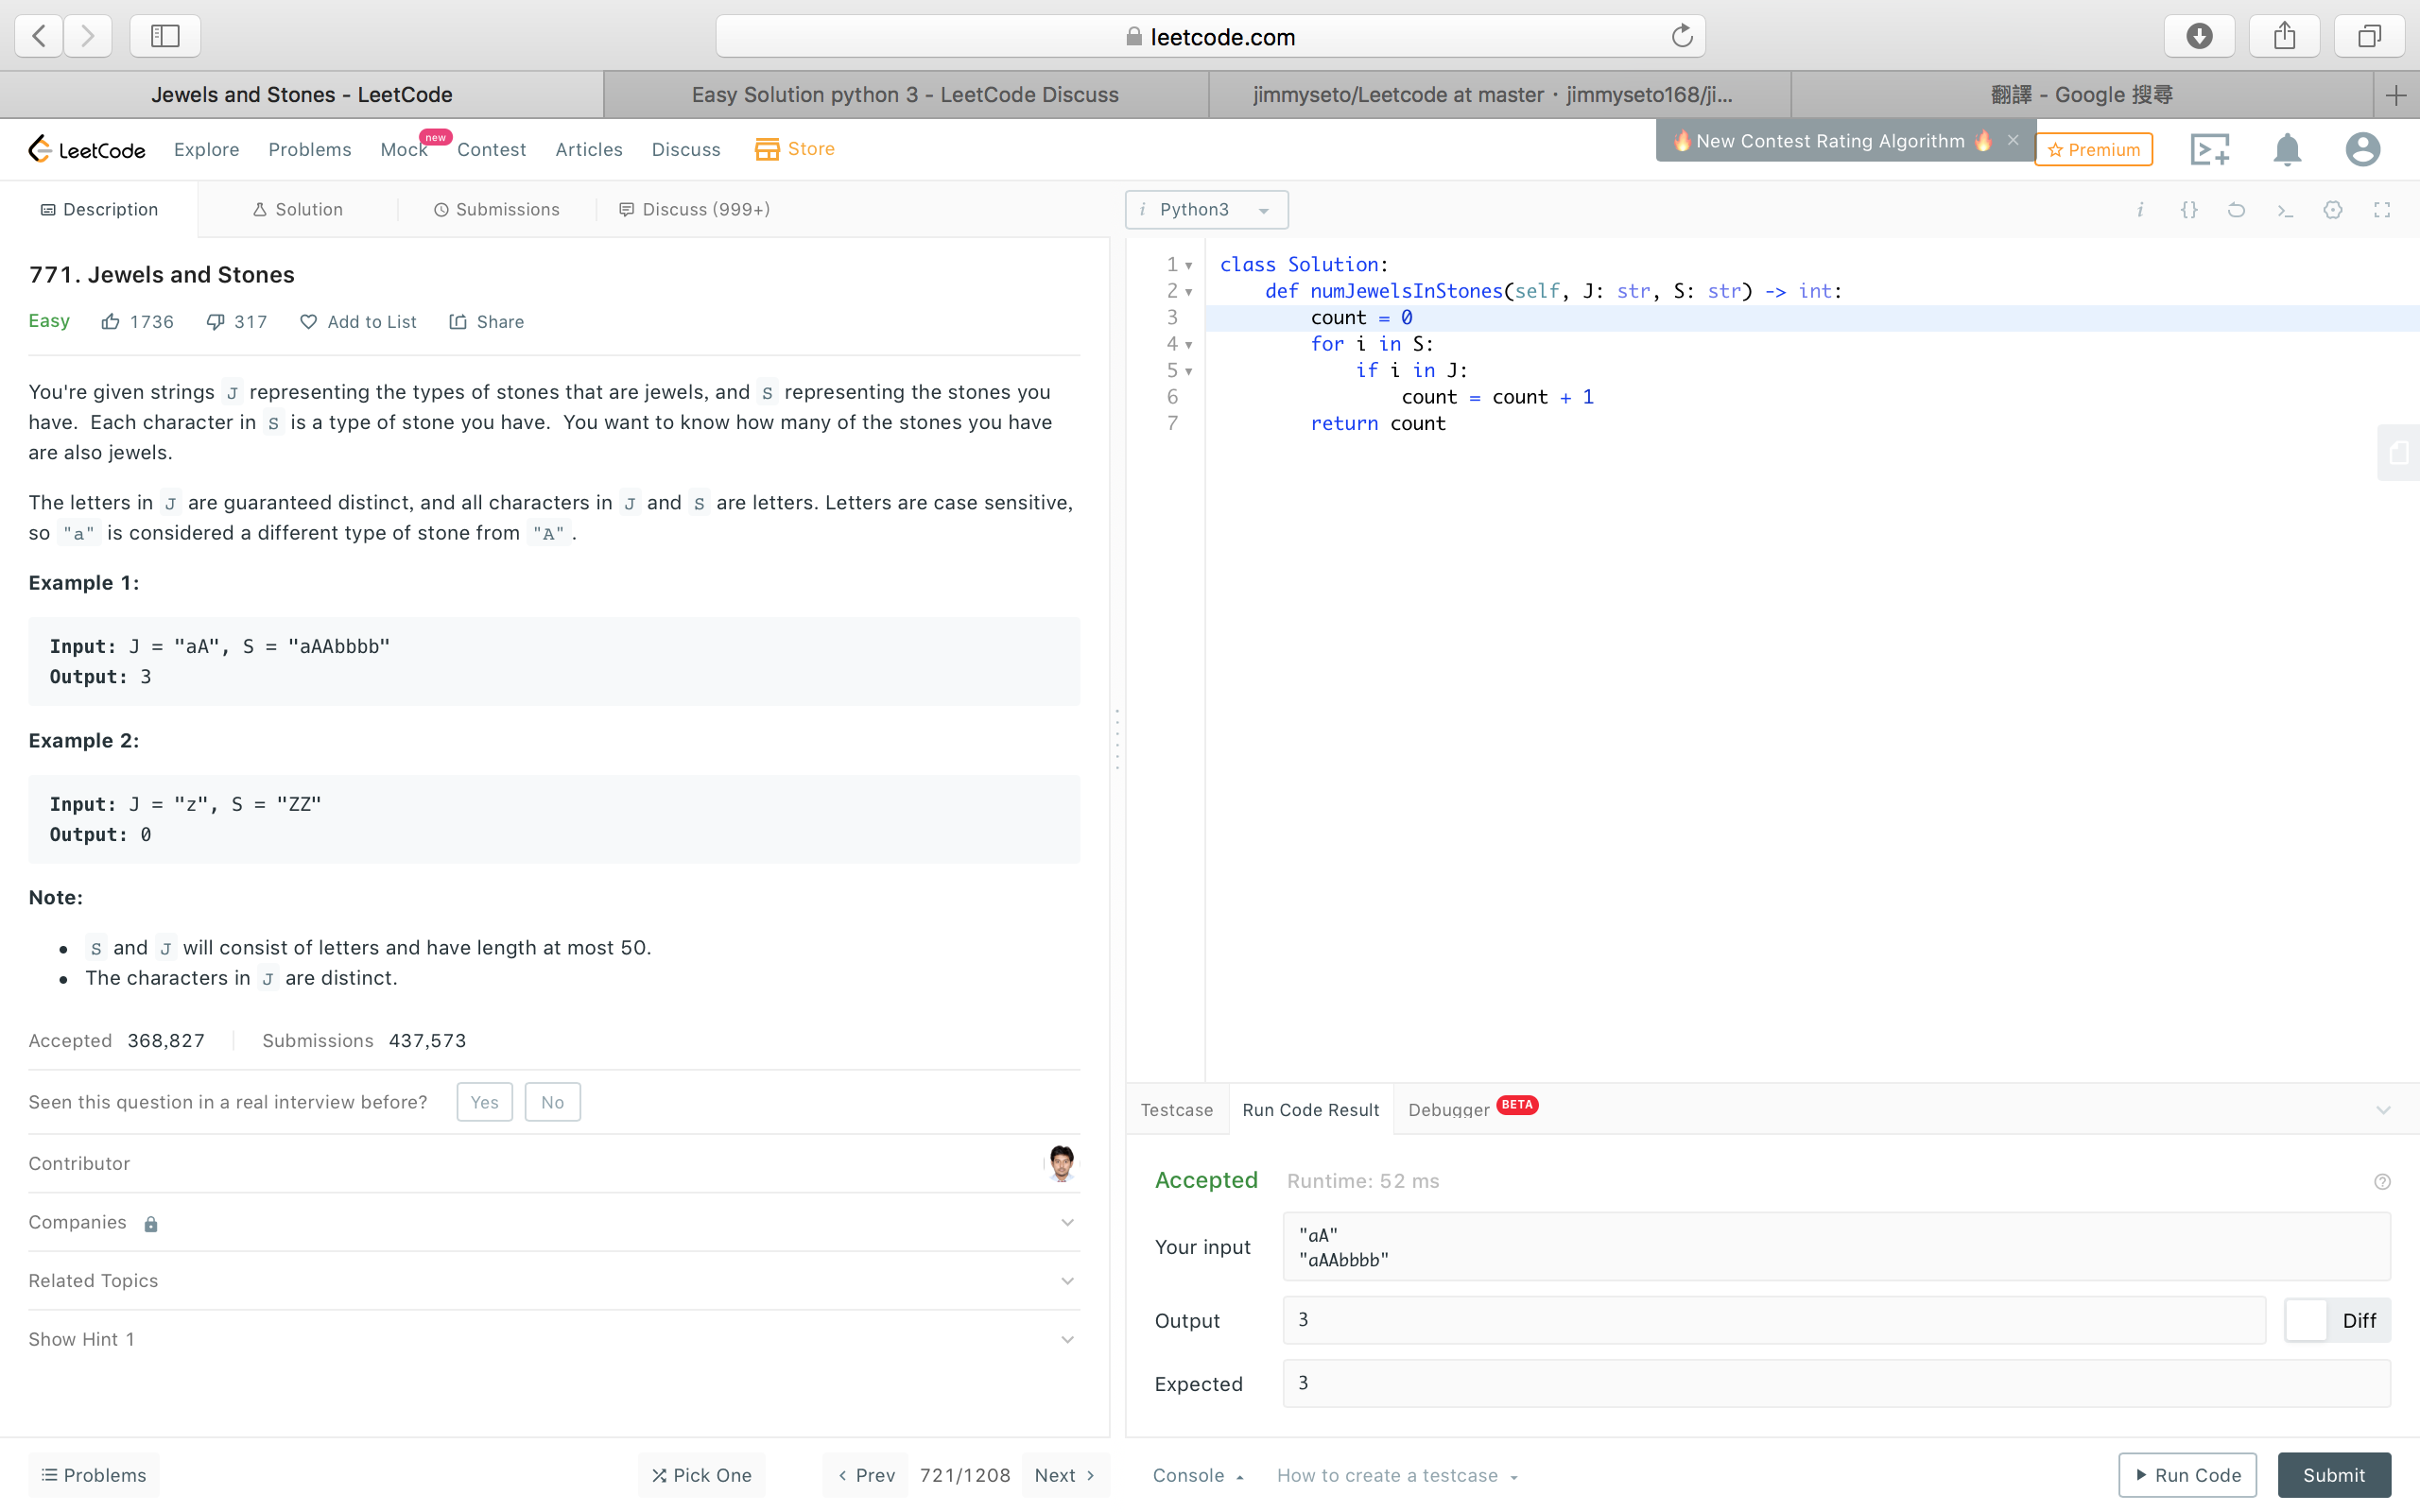 leetcode.com
Jewels and Stones - LeetCode
Easy Solution python 3 - LeetCode Discuss
jimmyseto/Leetcode at master · jimmyseto168/ji...
翻譯 - Google 搜尋
LeetCode
Explore
Problems
Mock
new
Contest
Articles
Discuss
Store
🔥New Contest Rating Algorithm 🔥 ×
☆ Premium
Description
Solution
Submissions
Discuss (999+)
i Python3
771. Jewels and Stones
Easy 1736 317 Add to List Share
You're given strings J representing the types of stones that are jewels, and S representing the stones you
have.  Each character in S is a type of stone you have.  You want to know how many of the stones you have
are also jewels.
The letters in J are guaranteed distinct, and all characters in J and S are letters. Letters are case sensitive,
so "a" is considered a different type of stone from "A".
Example 1:
Input: J = "aA", S = "aAAbbbb"
Output: 3
Example 2:
Input: J = "z", S = "ZZ"
Output: 0
Note:
• S and J will consist of letters and have length at most 50.
• The characters in J are distinct.
Accepted 368,827 Submissions 437,573
Seen this question in a real interview before? Yes No
Contributor
Companies
Related Topics
Show Hint 1
Problems
Pick One
‹ Prev 721/1208 Next ›
1 class Solution:
2     def numJewelsInStones(self, J: str, S: str) -> int:
3         count = 0
4         for i in S:
5             if i in J:
6                 count = count + 1
7         return count
Testcase
Run Code Result
Debugger BETA
Accepted Runtime: 52 ms
Your input
"aA"
"aAAbbbb"
Output
3
Diff
Expected
3
Console
How to create a testcase
Run Code
Submit